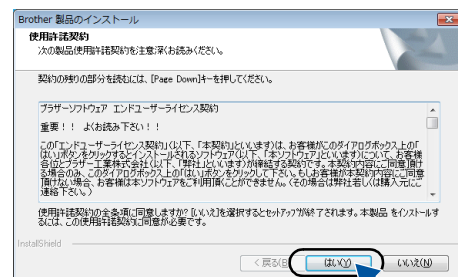 Brother 製品のインストール
使用許諾契約
次の製品使用許諾契約を注意深くお読みください。
契約の残りの部分を読むには、[Page Down]キーを押してください。
ブラザーソフトウェア エンドユーザーライセンス契約
重要！！ よくお読み下さい！！
この「エンドユーザーライセンス契約」(以下、「本契約」といいます)は、お客様がこのダイアログボックス上の「
はい」ボタンをクリックするとインストールされるソフトウェア(以下、「本ソフトウェア」といいます)について、お客様
各位とブラザー工業株式会社(以下、「弊社」といいます)が締結する契約です。本契約内容にご同意頂け
る場合のみ、このダイアログボックス上の「はい」ボタンをクリックして下さい。もしお客様が本契約内容にご同意
頂けない場合、お客様は本ソフトウェアをご利用頂くことができません。(その場合は弊社若しくは購入元にご
連絡下さい。)
使用許諾契約の全条項に同意しますか? [いいえ]を選択するとセットアップが終了されます。本製品 をインストールす
るには、この使用許諾契約に同意が必要です。
InstallShield
< 戻る(B
はい(Y)
いいえ(N)